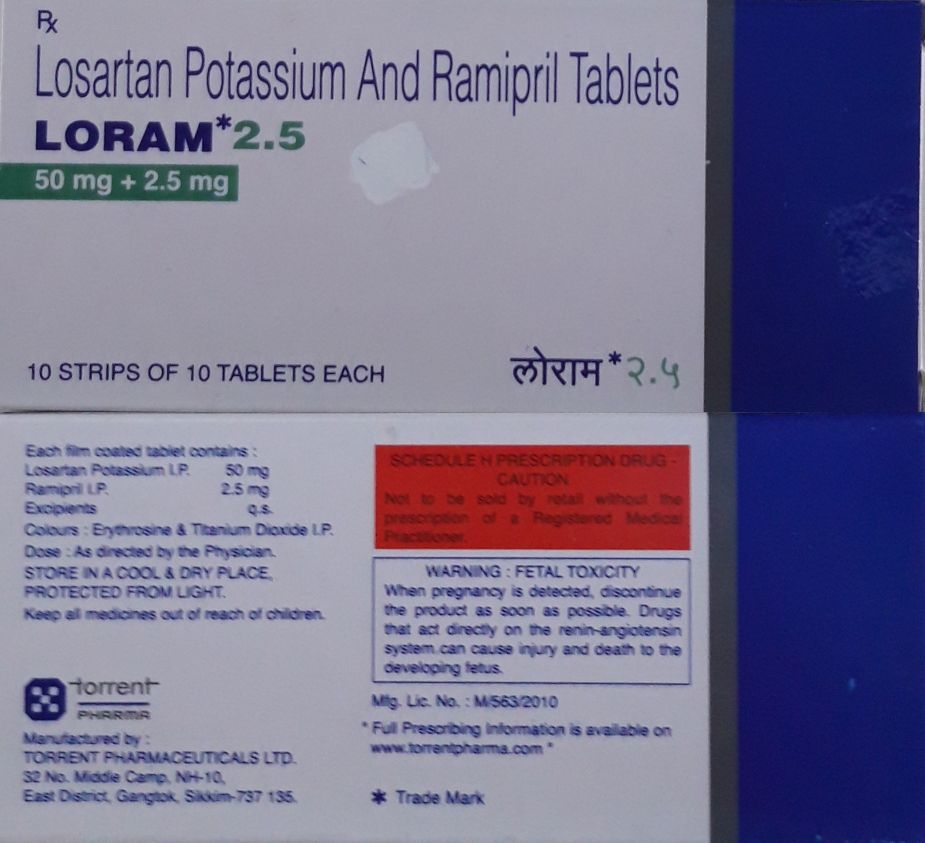 Rx
Losartan Potassium And Ramipril Tablets
LORAM*2.5
50 mg + 2.5 mg
10 STRIPS OF 10 TABLETS EACH
लोराम*२.५
Each film coated tablet contains :
Losartan Potassium I.P. 50 mg
Ramipril I.P. 2.5 mg
Excipients q.s.
Colours : Erythrosine & Titanium Dioxide I.P.
Dose : As directed by the Physician.
STORE IN A COOL & DRY PLACE,
PROTECTED FROM LIGHT.
Keep all medicines out of reach of children.
torrent
PHARMA
Manufactured by :
TORRENT PHARMACEUTICALS LTD.
32 No. Middle Camp, NH-10,
East District, Gangtok, Sikkim-737 135.
SCHEDULE H PRESCRIPTION DRUG -
CAUTION
Not to be sold by retail without the
prescription of a Registered Medical
Practitioner.
WARNING : FETAL TOXICITY
When pregnancy is detected, discontinue
the product as soon as possible. Drugs
that act directly on the renin-angiotensin
system can cause injury and death to the
developing fetus.
Mfg. Lic. No. : M/563/2010
* Full Prescribing Information is available on
www.torrentpharma.com *
* Trade Mark